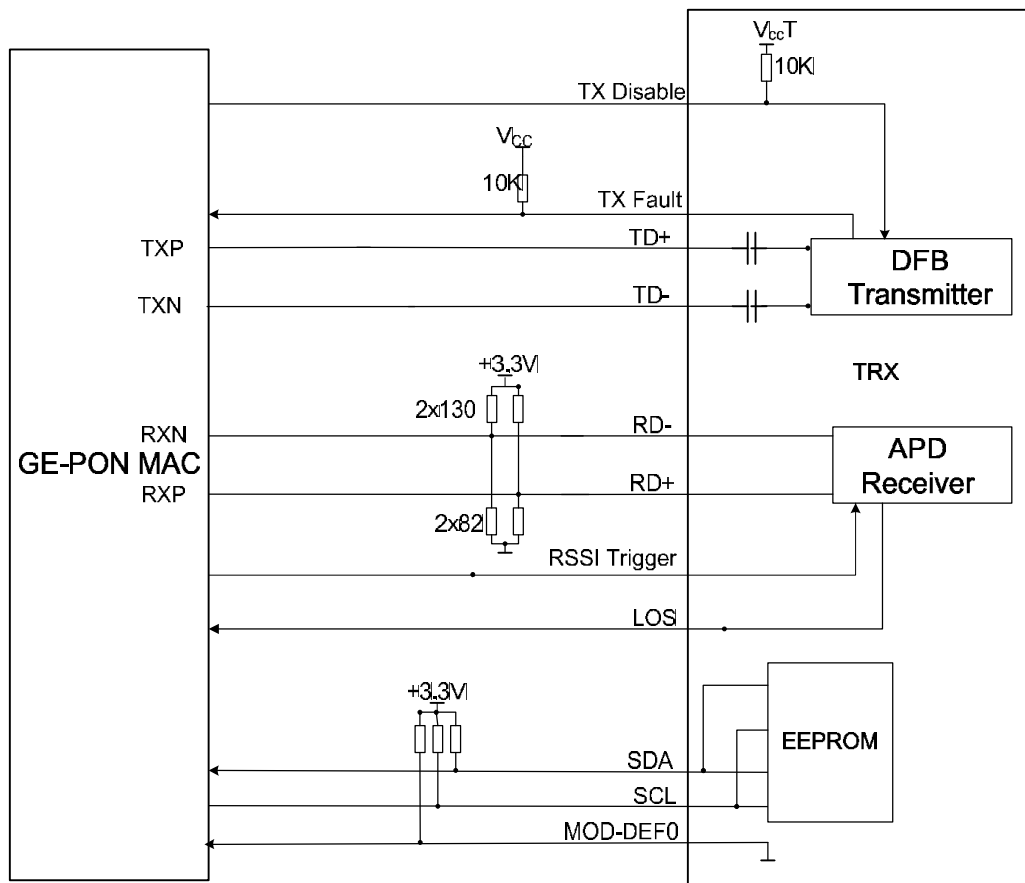 VccT
10K
TX Disable
Vcc
10K
TX Fault
TXP
TD+
DFB
Transmitter
TXN
TD-
+3.3V
TRX
2x130
RXN
RD-
APD
Receiver
GE-PON MAC
RXP
RD+
2x82
RSSI Trigger
LOS
+3.3V
EEPROM
SDA
SCL
MOD-DEF0